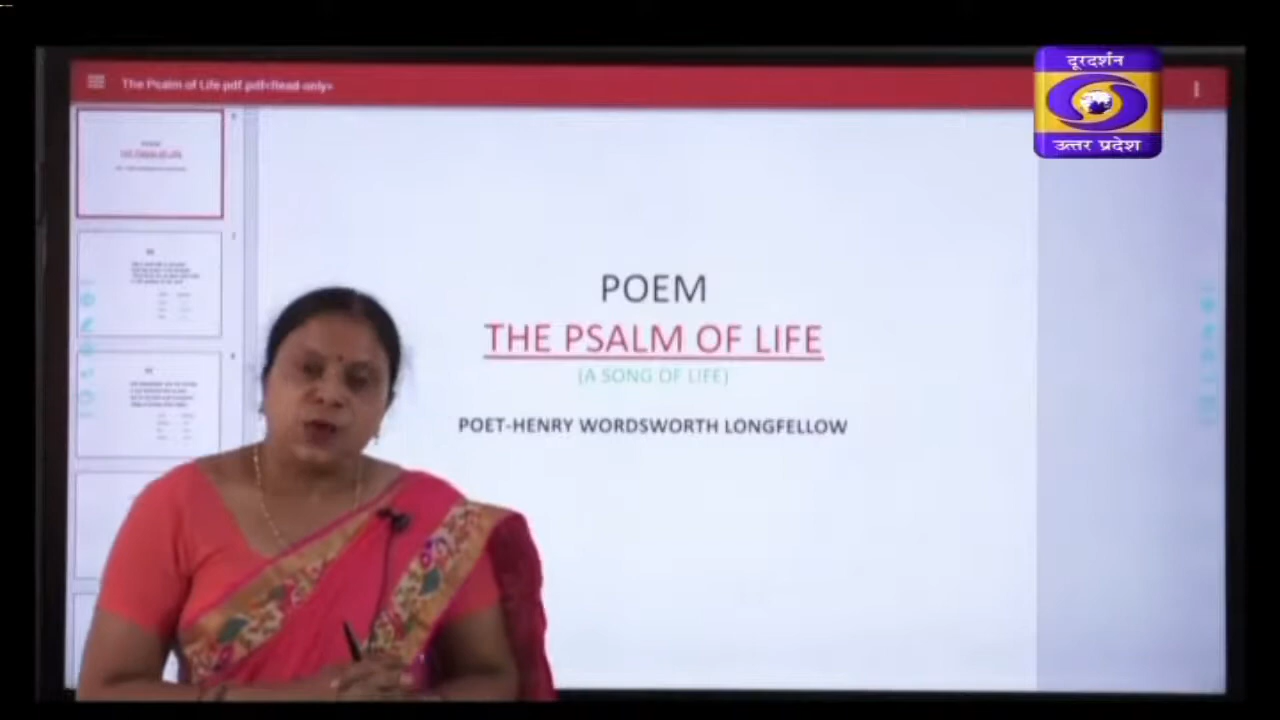 The Psalm of Life pdf.pdf<Read-only>
दूरदर्शन
उत्तर प्रदेश
POEM
THE PSALM OF LIFE
(A SONG OF LIFE)
POET-HENRY WORDSWORTH LONGFELLOW